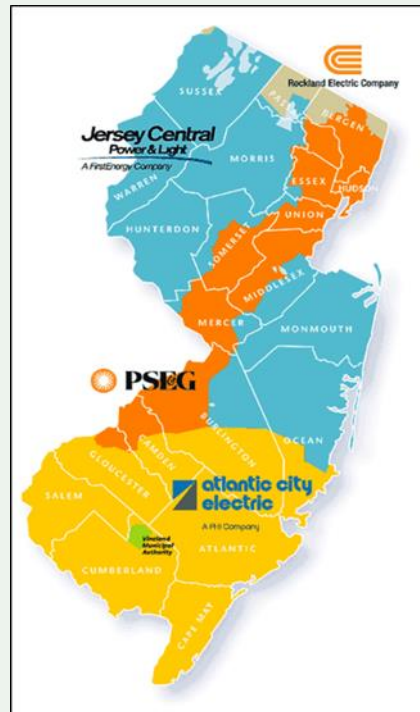 Rockland Electric Company
SUSSEX
PASSAIC
BERGEN
Jersey Central
Power & Light
A FirstEnergy Company
MORRIS
ESSEX
HUDSON
WARREN
UNION
HUNTERDON
SOMERSET
MIDDLESEX
MERCER
MONMOUTH
PSEG
BURLINGTON
OCEAN
CAMDEN
GLOUCESTER
atlantic city
electric
SALEM
A PHI Company
Vineland
Municipal
Authority
ATLANTIC
CUMBERLAND
CAPE MAY